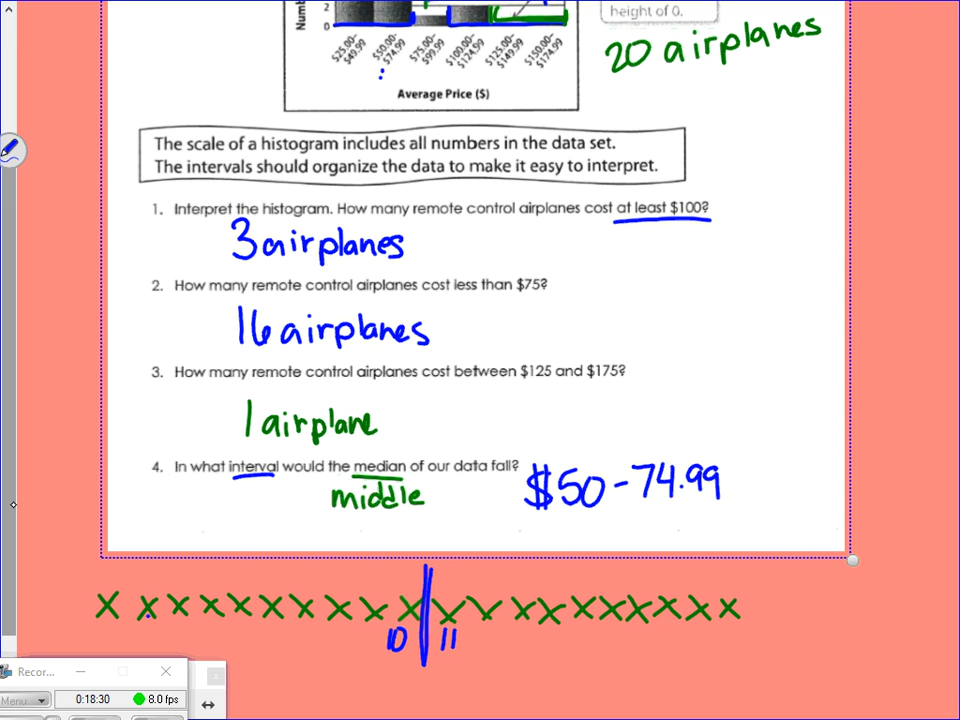 Numb
2
0
height of 0.
20 airplanes
$25.00-
$49.99
$50.00-
$74.99
$75.00-
$99.99
$100.00-
$124.99
$125.00-
$149.99
$150.00-
$174.99
Average Price ($)
The scale of a histogram includes all numbers in the data set.
The intervals should organize the data to make it easy to interpret.
1. Interpret the histogram. How many remote control airplanes cost at least $100?
3 airplanes
2. How many remote control airplanes cost less than $75?
16 airplanes
3. How many remote control airplanes cost between $125 and $175?
1 airplane
4. In what interval would the median of our data fall?
middle
$50-74.99
X X X X X X X X X X X X X X X X X X X X
10 11
Recor...
Menu
0:18:30
8.0 fps